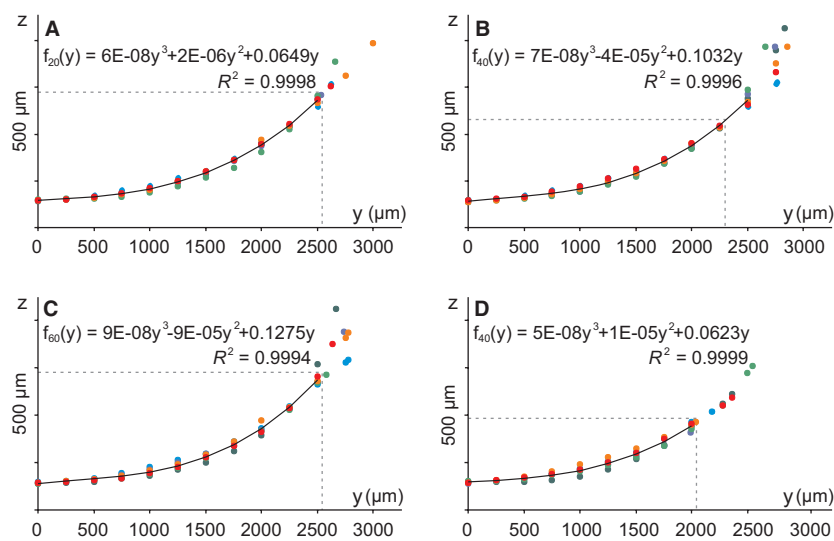 A
z
f₂₀(y) = 6E-08y³+2E-06y²+0.0649y
R² = 0.9998
500 µm
y (µm)
0 500 1000 1500 2000 2500 3000
B
z
f₄₀(y) = 7E-08y³-4E-05y²+0.1032y
R² = 0.9996
500 µm
y (µm)
0 500 1000 1500 2000 2500 3000
C
z
f₆₀(y) = 9E-08y³-9E-05y²+0.1275y
R² = 0.9994
500 µm
y (µm)
0 500 1000 1500 2000 2500 3000
D
z
f₄₀(y) = 5E-08y³+1E-05y²+0.0623y
R² = 0.9999
500 µm
y (µm)
0 500 1000 1500 2000 2500 3000